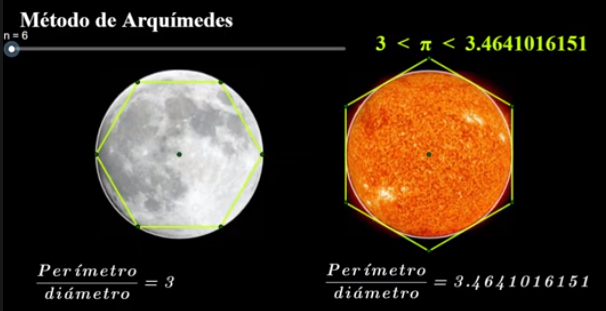 Método de Arquímedes
n = 6
3 < π < 3.4641016151
Perímetro
diámetro
= 3
Perímetro
diámetro
= 3.4641016151